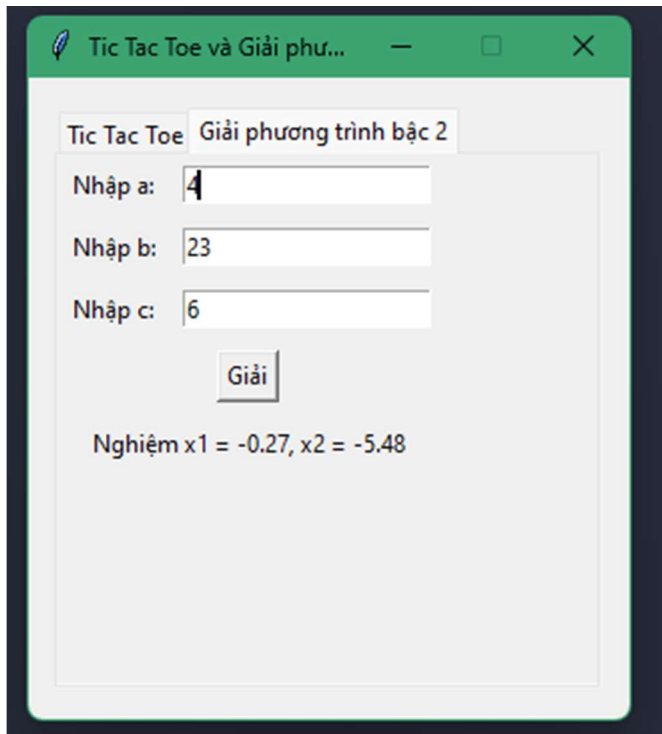 Tic Tac Toe và Giải phư...
Tic Tac Toe Giải phương trình bậc 2
Nhập a: 4
Nhập b: 23
Nhập c: 6
Giải
Nghiệm x1 = -0.27, x2 = -5.48